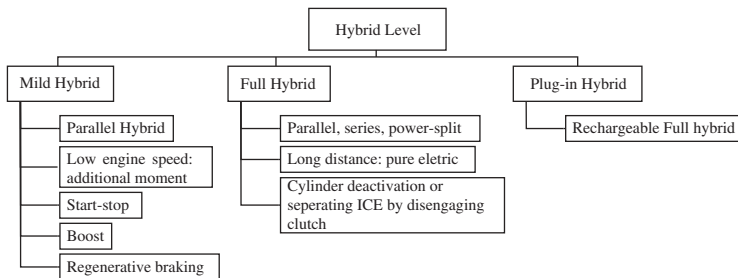 Hybrid Level
Mild Hybrid
Parallel Hybrid
Low engine speed:
additional moment
Start-stop
Boost
Regenerative braking
Full Hybrid
Parallel, series, power-split
Long distance: pure eletric
Cylinder deactivation or
seperating ICE by disengaging
clutch
Plug-in Hybrid
Rechargeable Full hybrid